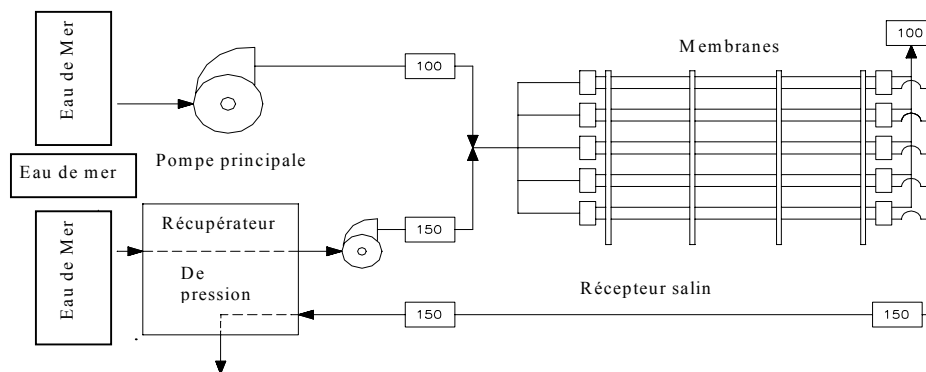 Eau de Mer
100
Membranes
100
Pompe principale
Eau de mer
Eau de Mer
Récupérateur
150
De
pression
Récepteur salin
150
150